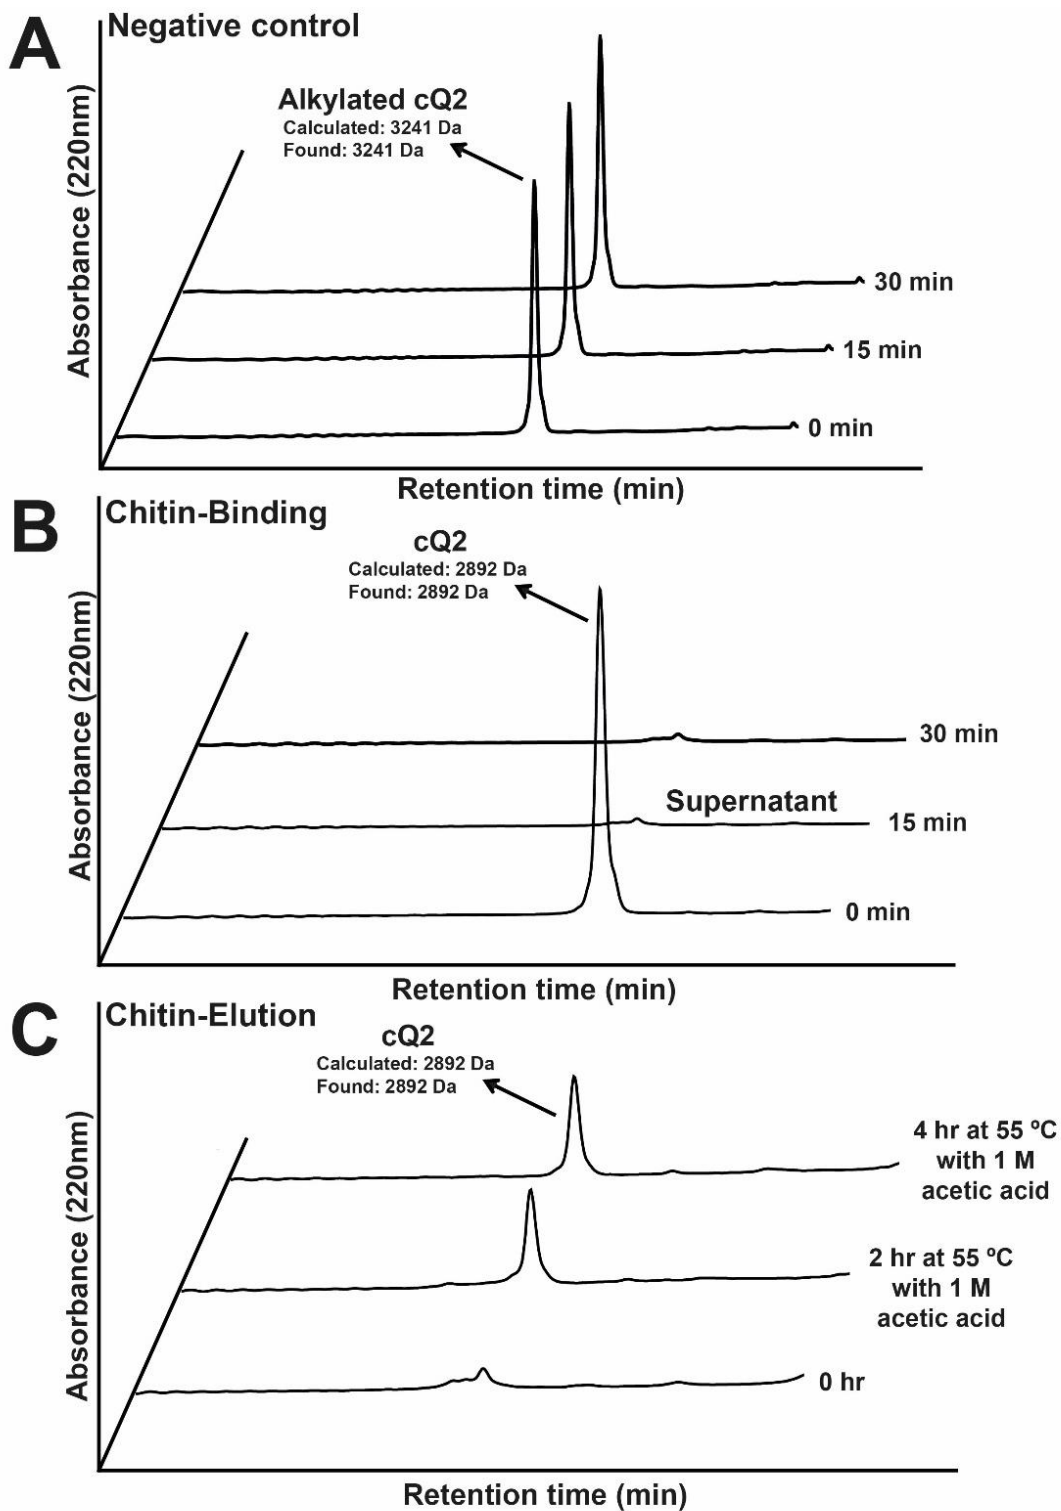 A
Negative control
Alkylated cQ2
Calculated: 3241 Da
Found: 3241 Da
Absorbance (220nm)
30 min
15 min
0 min
Retention time (min)
B
Chitin-Binding
cQ2
Calculated: 2892 Da
Found: 2892 Da
Absorbance (220nm)
30 min
Supernatant
15 min
0 min
Retention time (min)
C
Chitin-Elution
cQ2
Calculated: 2892 Da
Found: 2892 Da
Absorbance (220nm)
4 hr at 55 ºC
with 1 M
acetic acid
2 hr at 55 ºC
with 1 M
acetic acid
0 hr
Retention time (min)